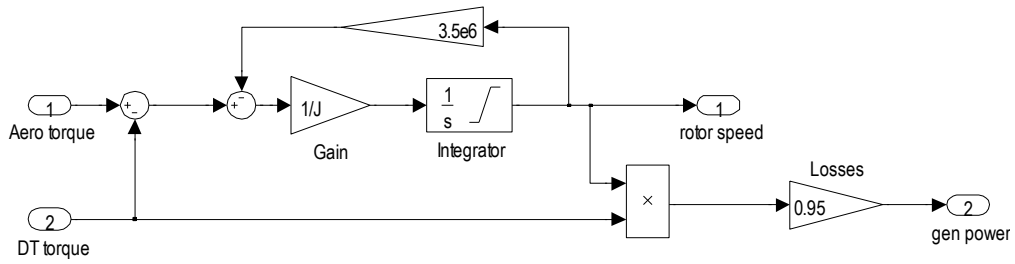 3.5e6
1
Aero torque
+
-
+
-
1/J
Gain
1
s
Integrator
1
rotor speed
2
DT torque
×
Losses
0.95
2
gen power